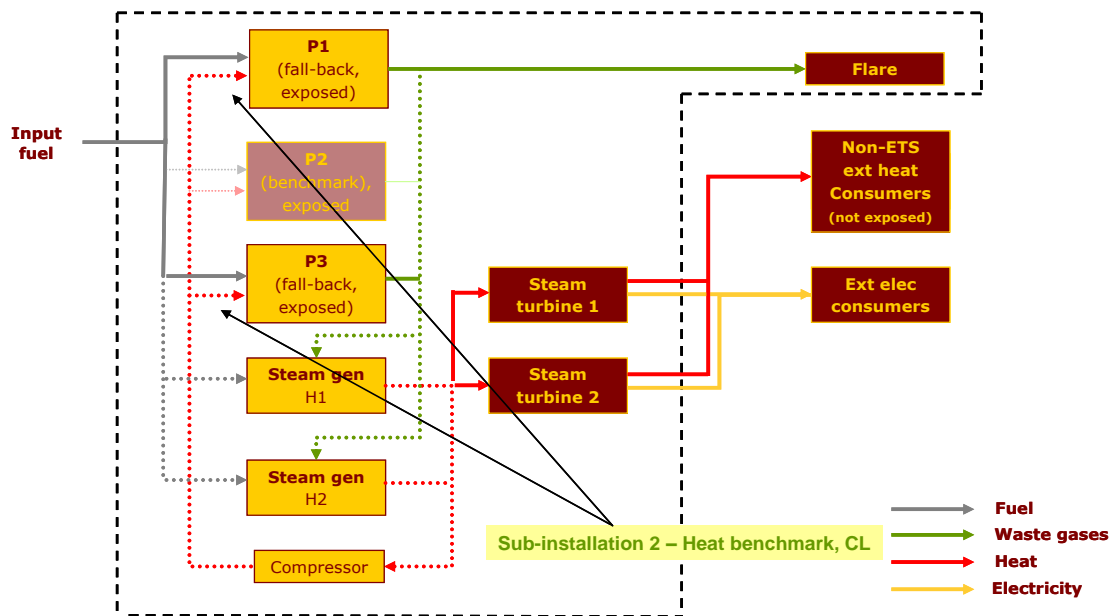 P1
(fall-back,
exposed)
Flare
Input
fuel
P2
(benchmark),
exposed
Non-ETS
ext heat
Consumers
(not exposed)
P3
(fall-back,
exposed)
Steam
turbine 1
Ext elec
consumers
Steam gen
H1
Steam
turbine 2
Steam gen
H2
Sub-installation 2 – Heat benchmark, CL
Compressor
Fuel
Waste gases
Heat
Electricity